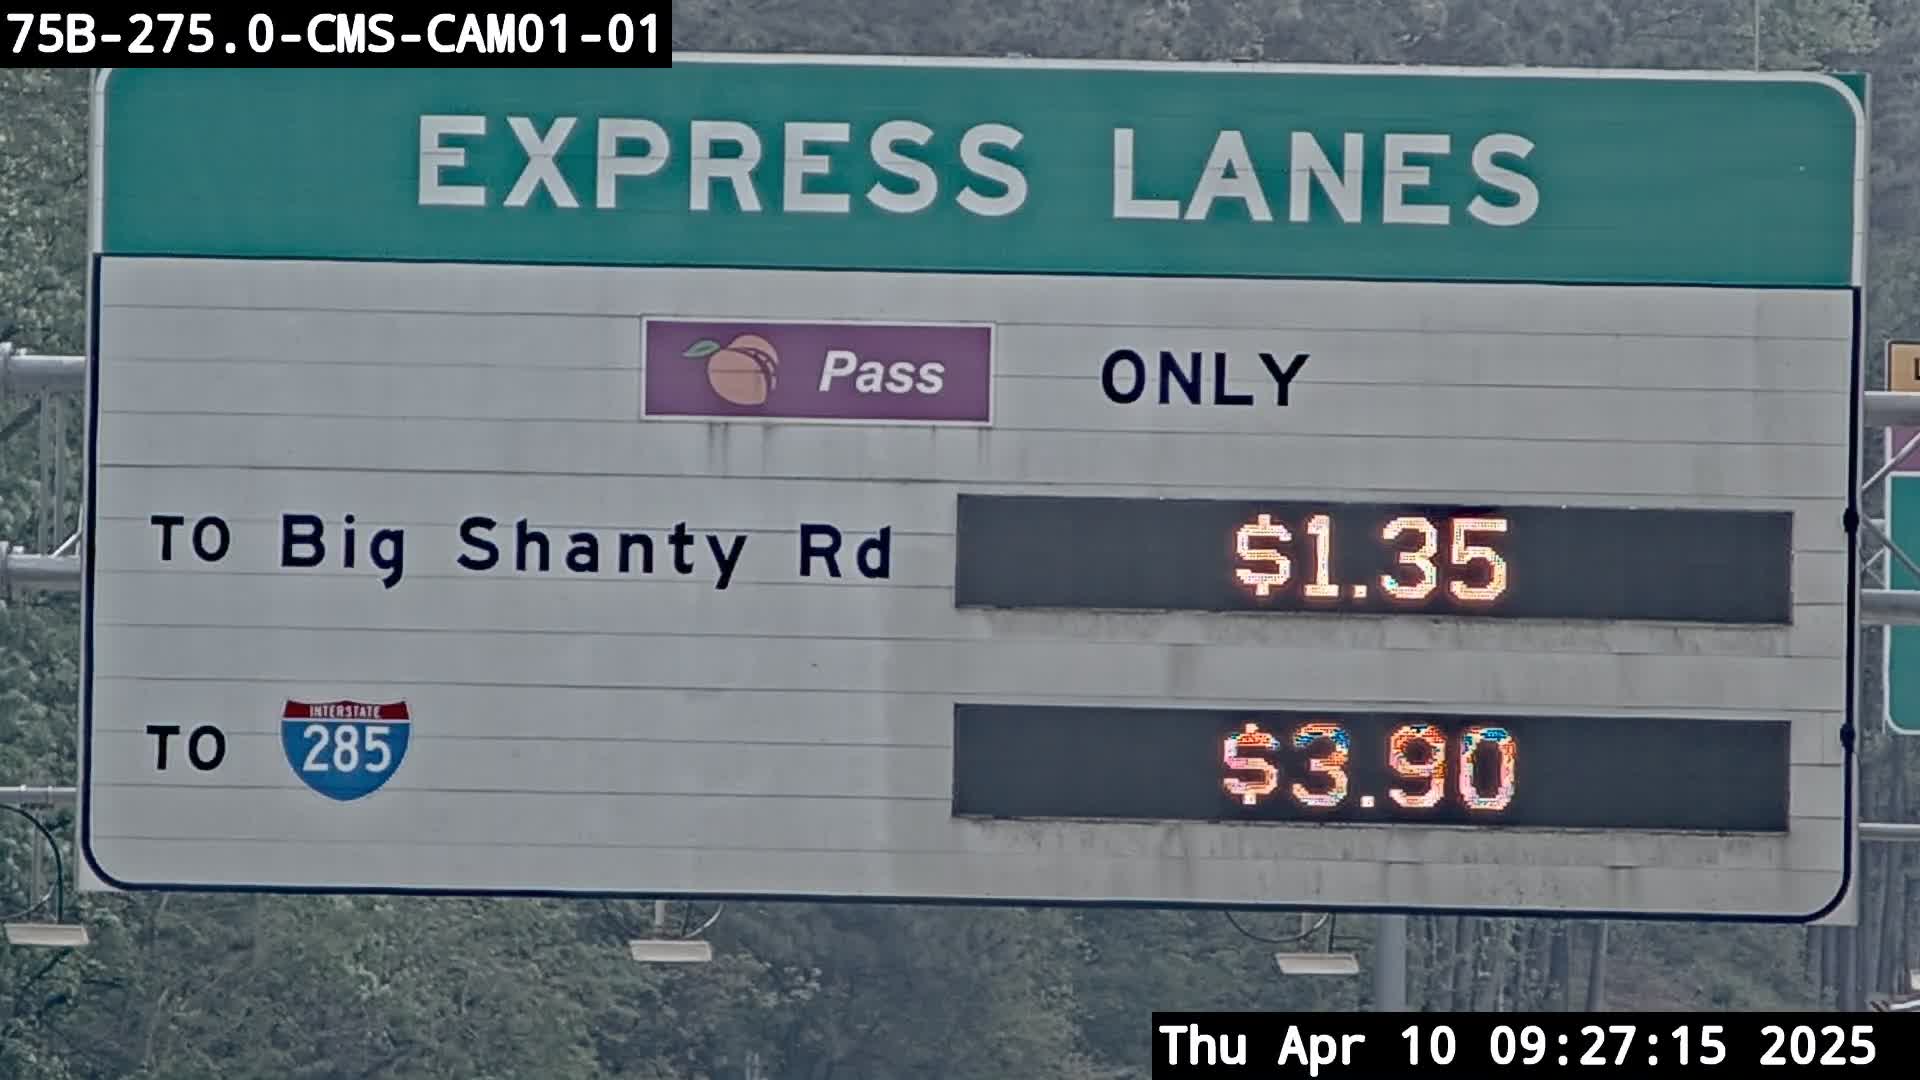 75B-275.0-CMS-CAM01-01
EXPRESS LANES
Pass ONLY
TO Big Shanty Rd $1.35
TO INTERSTATE 285 $3.90
Thu Apr 10 09:27:15 2025